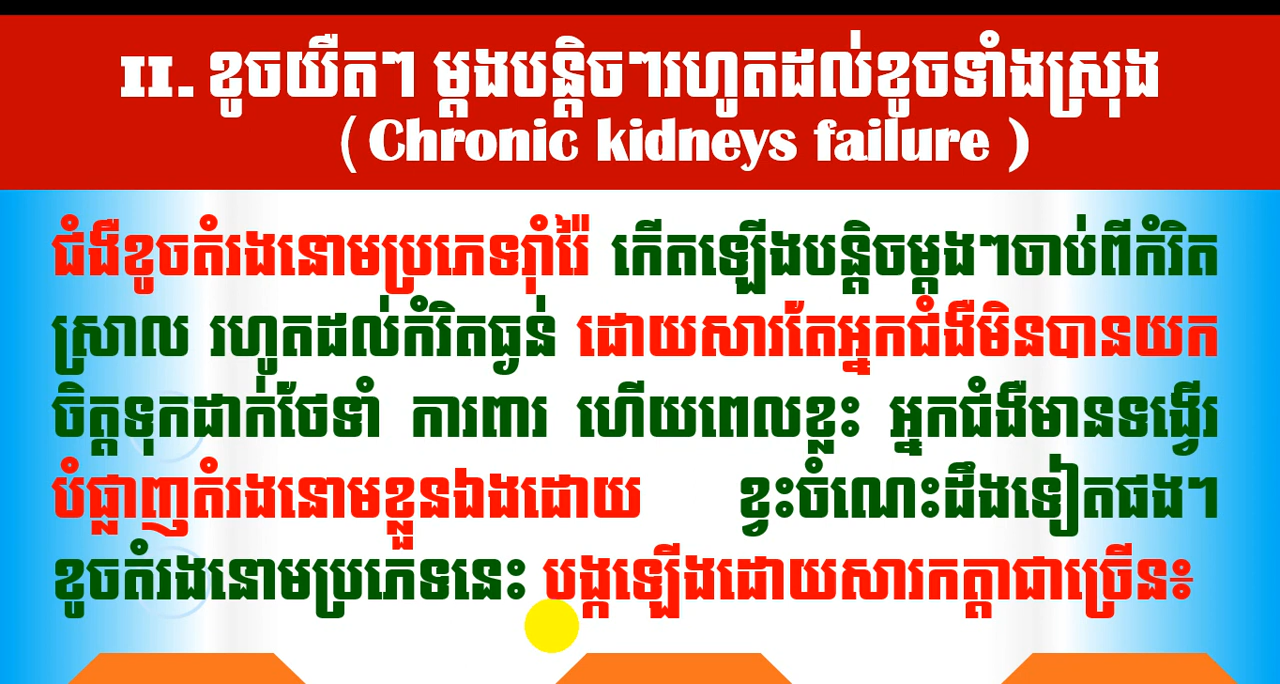 II. ខូចយឺតៗ ម្តងបន្តិចៗរហូតដល់ខូចទាំងស្រុង
( Chronic kidneys failure )
ជំងឺខូចតំរងនោមប្រភេទរ៉ាំរ៉ៃ កើតឡើងបន្តិចម្តងៗចាប់ពីកំរិត
ស្រាល រហូតដល់កំរិតធ្ងន់ ដោយសារតែអ្នកជំងឺមិនបានយក
ចិត្តទុកដាក់ថែទាំ ការពារ ហើយពេលខ្លះ អ្នកជំងឺមានទង្វើរ
បំផ្លាញតំរងនោមខ្លួនឯងដោយ ខ្វះចំណេះដឹងទៀតផងៗ
ខូចតំរងនោមប្រភេទនេះ បង្កឡើងដោយសារកត្តាជាច្រើន៖